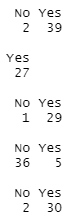 No Yes
2 39
Yes
27
No Yes
1 29
No Yes
36 5
No Yes
2 30